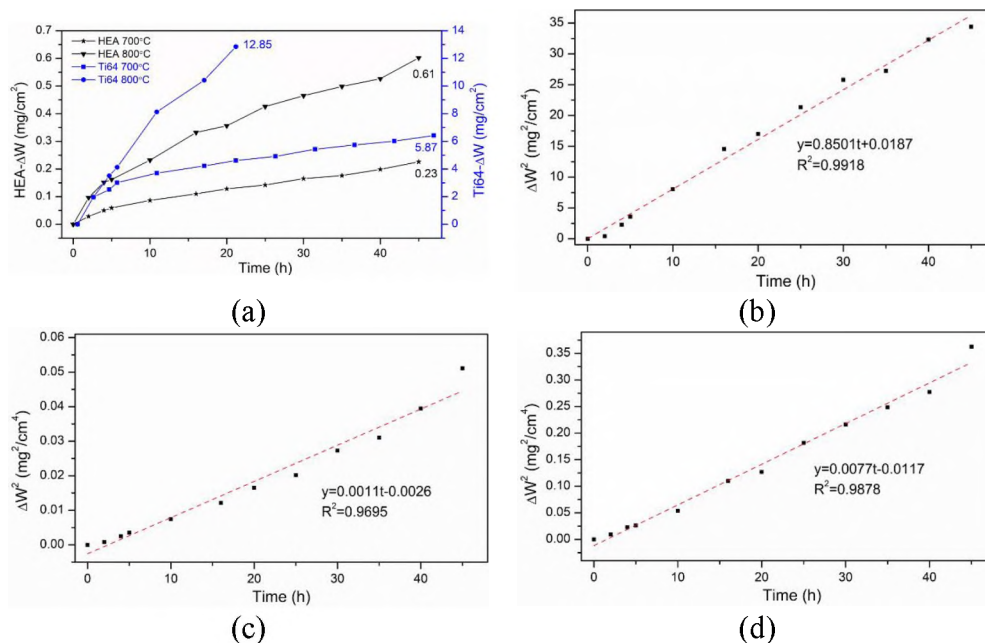 HEA 700°C
HEA 800°C
Ti64 700°C
Ti64 800°C
12.85
0.61
5.87
0.23
HEA-ΔW (mg/cm²)
0.7
0.6
0.5
0.4
0.3
0.2
0.1
0.0
Ti64-ΔW (mg/cm²)
14
12
10
8
6
4
2
0
0 10 20 30 40
Time (h)
(a)
ΔW² (mg²/cm⁴)
35
30
25
20
15
10
5
0
y=0.8501t+0.0187
R²=0.9918
0 10 20 30 40
Time (h)
(b)
ΔW² (mg²/cm⁴)
0.06
0.05
0.04
0.03
0.02
0.01
0.00
y=0.0011t-0.0026
R²=0.9695
0 10 20 30 40
Time (h)
(c)
ΔW² (mg²/cm⁴)
0.35
0.30
0.25
0.20
0.15
0.10
0.05
0.00
y=0.0077t-0.0117
R²=0.9878
0 10 20 30 40
Time (h)
(d)